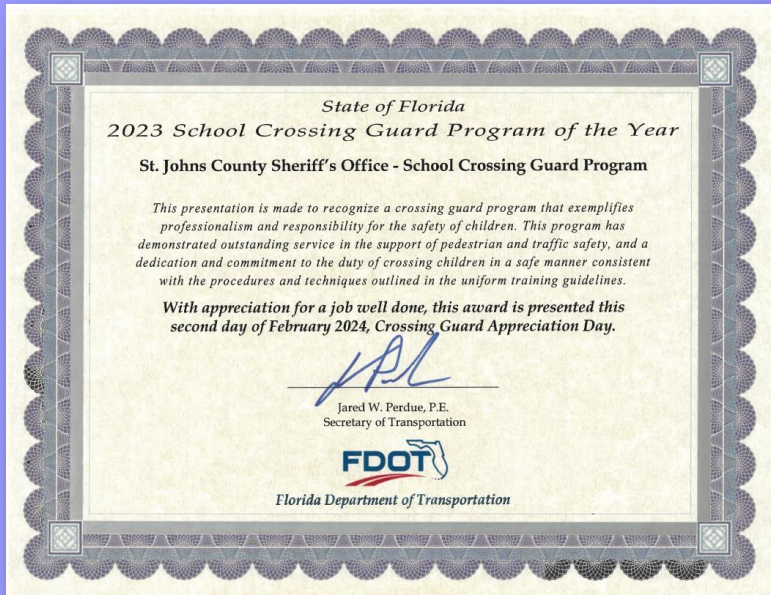 State of Florida
2023 School Crossing Guard Program of the Year
St. Johns County Sheriff's Office - School Crossing Guard Program
This presentation is made to recognize a crossing guard program that exemplifies
professionalism and responsibility for the safety of children. This program has
demonstrated outstanding service in the support of pedestrian and traffic safety, and a
dedication and commitment to the duty of crossing children in a safe manner consistent
with the procedures and techniques outlined in the uniform training guidelines.
With appreciation for a job well done, this award is presented this
second day of February 2024, Crossing Guard Appreciation Day.
Jared W. Perdue, P.E.
Secretary of Transportation
FDOT
Florida Department of Transportation